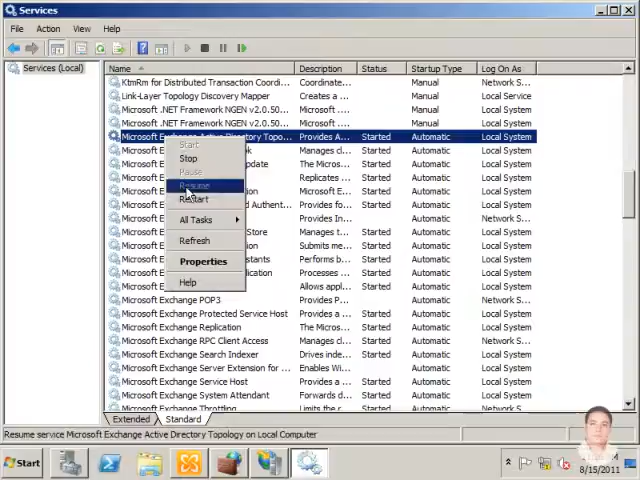 Services
File Action View Help
Services (Local)
Name Description Status Startup Type Log On As
KtmRm for Distributed Transaction Coordi... Coordinate... Manual Network S...
Link-Layer Topology Discovery Mapper Creates a ... Manual Local Service
Microsoft .NET Framework NGEN v2.0.50... Microsoft .... Manual Local System
Microsoft .NET Framework NGEN v2.0.50... Microsoft .... Manual Local System
Microsoft Exchange Active Directory Topo... Provides A... Started Automatic Local System
Manages cl... Started Automatic Local System
pdate Provides ... Started Automatic Local System
Replicates ... Started Automatic Local System
Microsoft ... Started Automatic Local System
d Authent... Provides F... Started Automatic Local System
Microsoft ... Automatic Network S...
Store Manages t... Started Automatic Local System
Submits me... Started Automatic Local System
stants Performs b... Started Automatic Local System
cation Processes ... Started Automatic Local System
Allows appl... Started Automatic Local System
Microsoft Exchange POP3 Provides P... Automatic Network S...
Microsoft Exchange Protected Service Host Provides a ... Started Automatic Local System
Microsoft Exchange Replication Provides r... Started Automatic Local System
Microsoft Exchange RPC Client Access Manages cl... Started Automatic Network S...
Microsoft Exchange Search Indexer Drives inde... Started Automatic Local System
Microsoft Exchange Server Extension for ... Enables Wi... Automatic Local System
Microsoft Exchange Service Host Provides a ... Started Automatic Local System
Microsoft Exchange System Attendant Forwards d... Started Automatic Local System
Microsoft Exchange Throttling Limits the r... Started Automatic Network S...
Start
Stop
Pause
Resume
Restart
All Tasks
Refresh
Properties
Help
Extended Standard
Resume service Microsoft Exchange Active Directory Topology on Local Computer
Start
8/15/2011